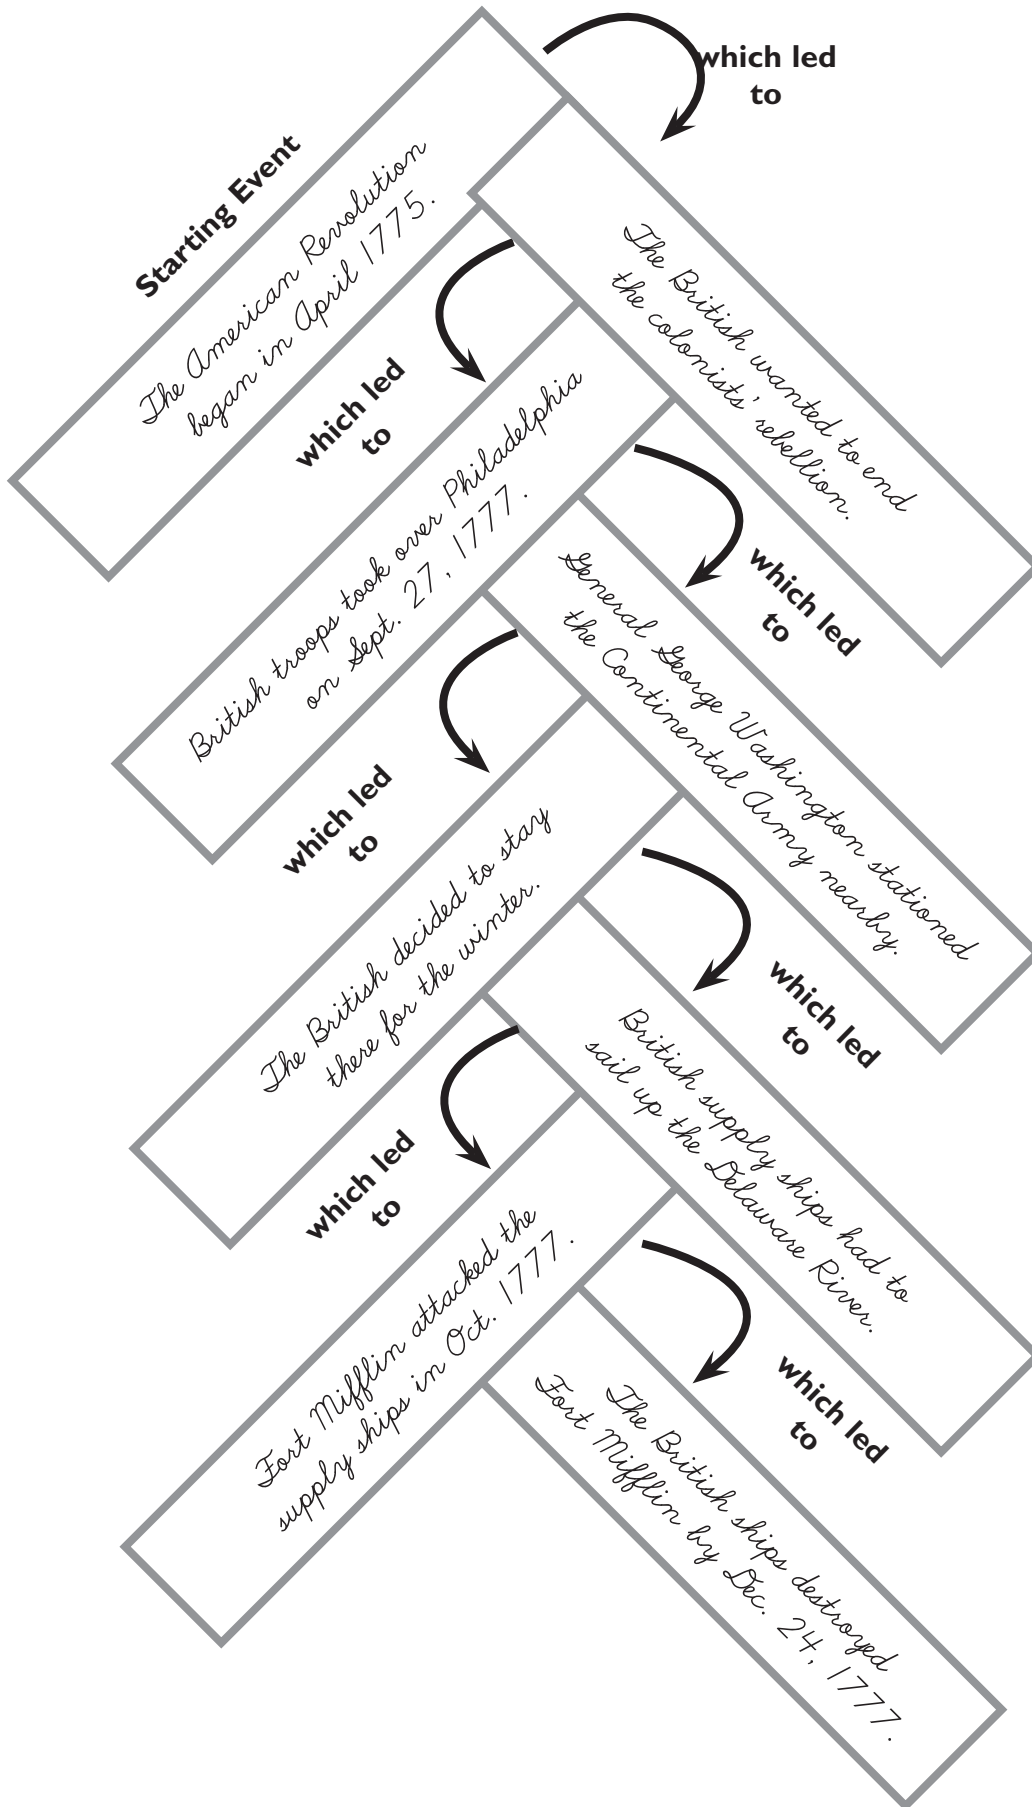 Starting Event
The American Revolution
began in April 1775.
which led
to
The British wanted to end
the colonists' rebellion.
which led
to
British troops took over Philadelphia
on Sept. 27, 1777.
which led
to
General George Washington stationed
the Continental Army nearby.
which led
to
The British decided to stay
there for the winter.
which led
to
British supply ships had to
sail up the Delaware River.
which led
to
Fort Mifflin attacked the
supply ships in Oct. 1777.
which led
to
The British ships destroyed
Fort Mifflin by Dec. 24, 1777.